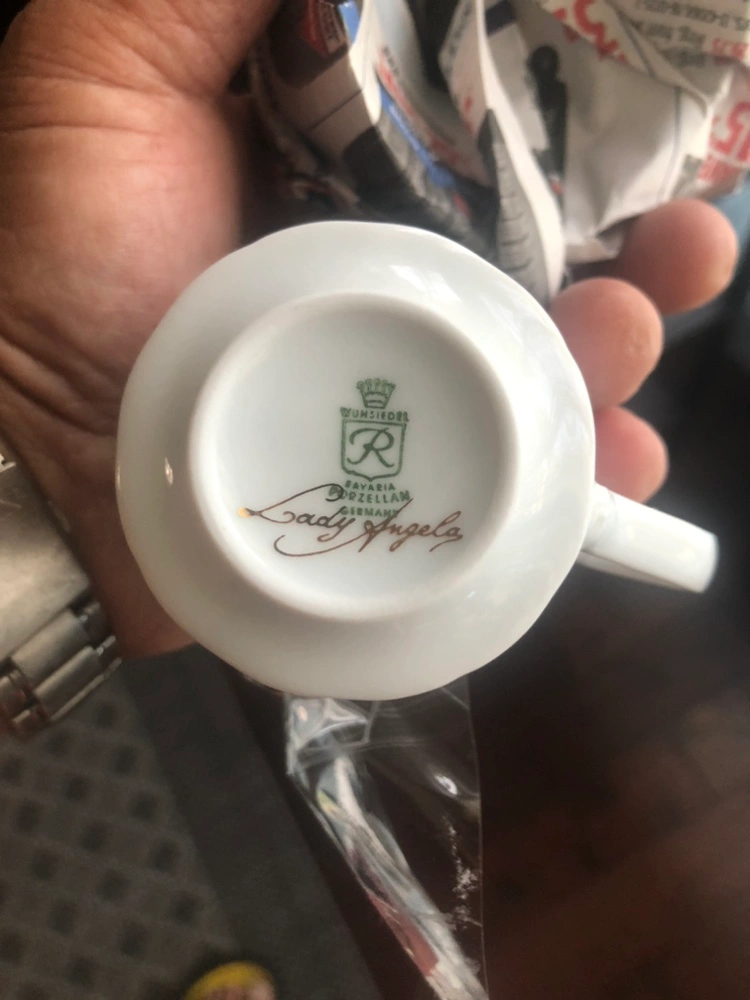 WUNSIEDEL
R
BAVARIA
PORZELLAN
GERMANY
Lady Angela